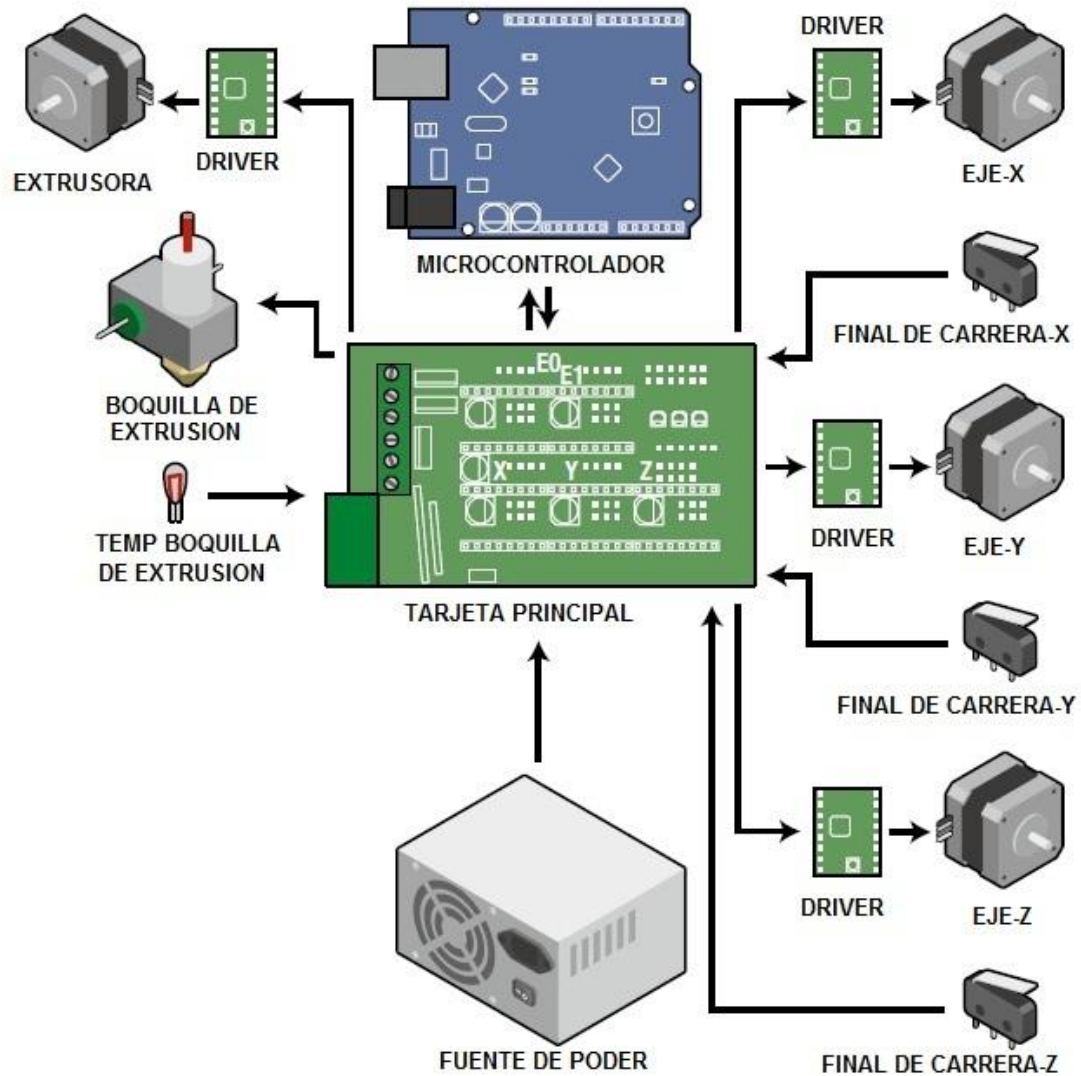 DRIVER
DRIVER
EXTRUSORA
EJE-X
MICROCONTROLADOR
FINAL DE CARRERA-X
E0
E1
BOQUILLA DE
EXTRUSION
X
Y
Z
TEMP BOQUILLA
DE EXTRUSION
DRIVER
EJE-Y
TARJETA PRINCIPAL
FINAL DE CARRERA-Y
DRIVER
EJE-Z
FUENTE DE PODER
FINAL DE CARRERA-Z